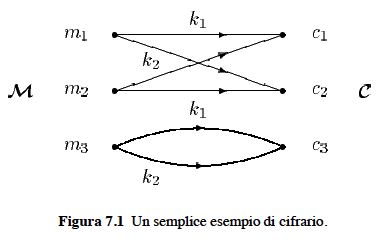 k₁
m₁ c₁
k₂
𝓜 m₂ c₂ 𝓒
k₁
m₃ c₃
k₂
Figura 7.1 Un semplice esempio di cifrario.